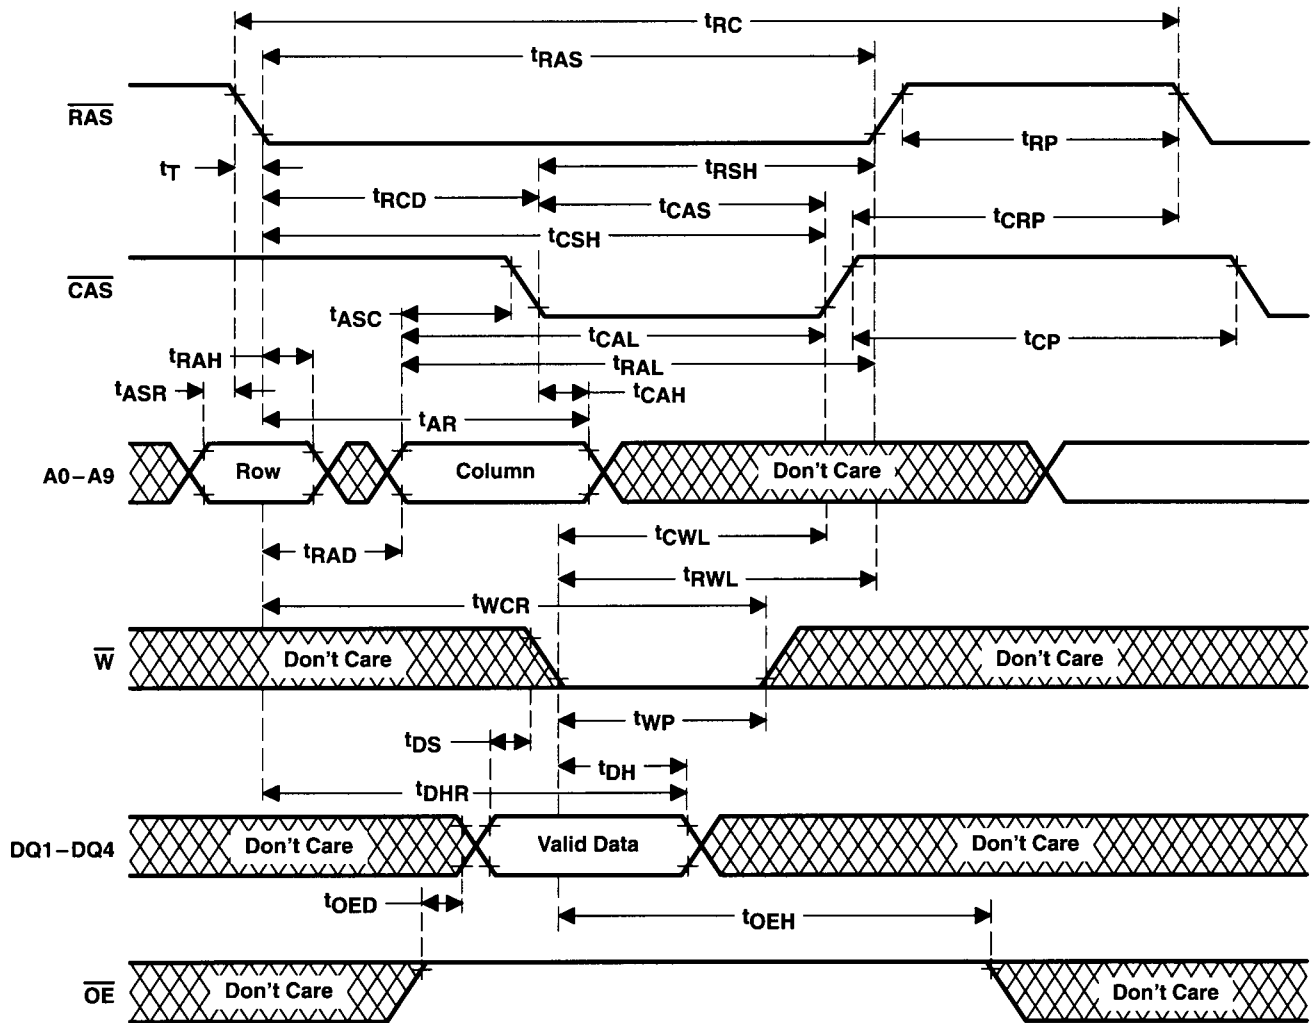 tRC
tRAS
RAS
tRP
tT
tRSH
tRCD
tCAS
tCRP
tCSH
CAS
tASC
tCAL
tCP
tRAH
tRAL
tASR
tCAH
tAR
A0–A9
Row
Column
Don't Care
tCWL
tRAD
tRWL
tWCR
W
Don't Care
Don't Care
tWP
tDS
tDH
tDHR
DQ1–DQ4
Don't Care
Valid Data
Don't Care
tOED
tOEH
OE
Don't Care
Don't Care